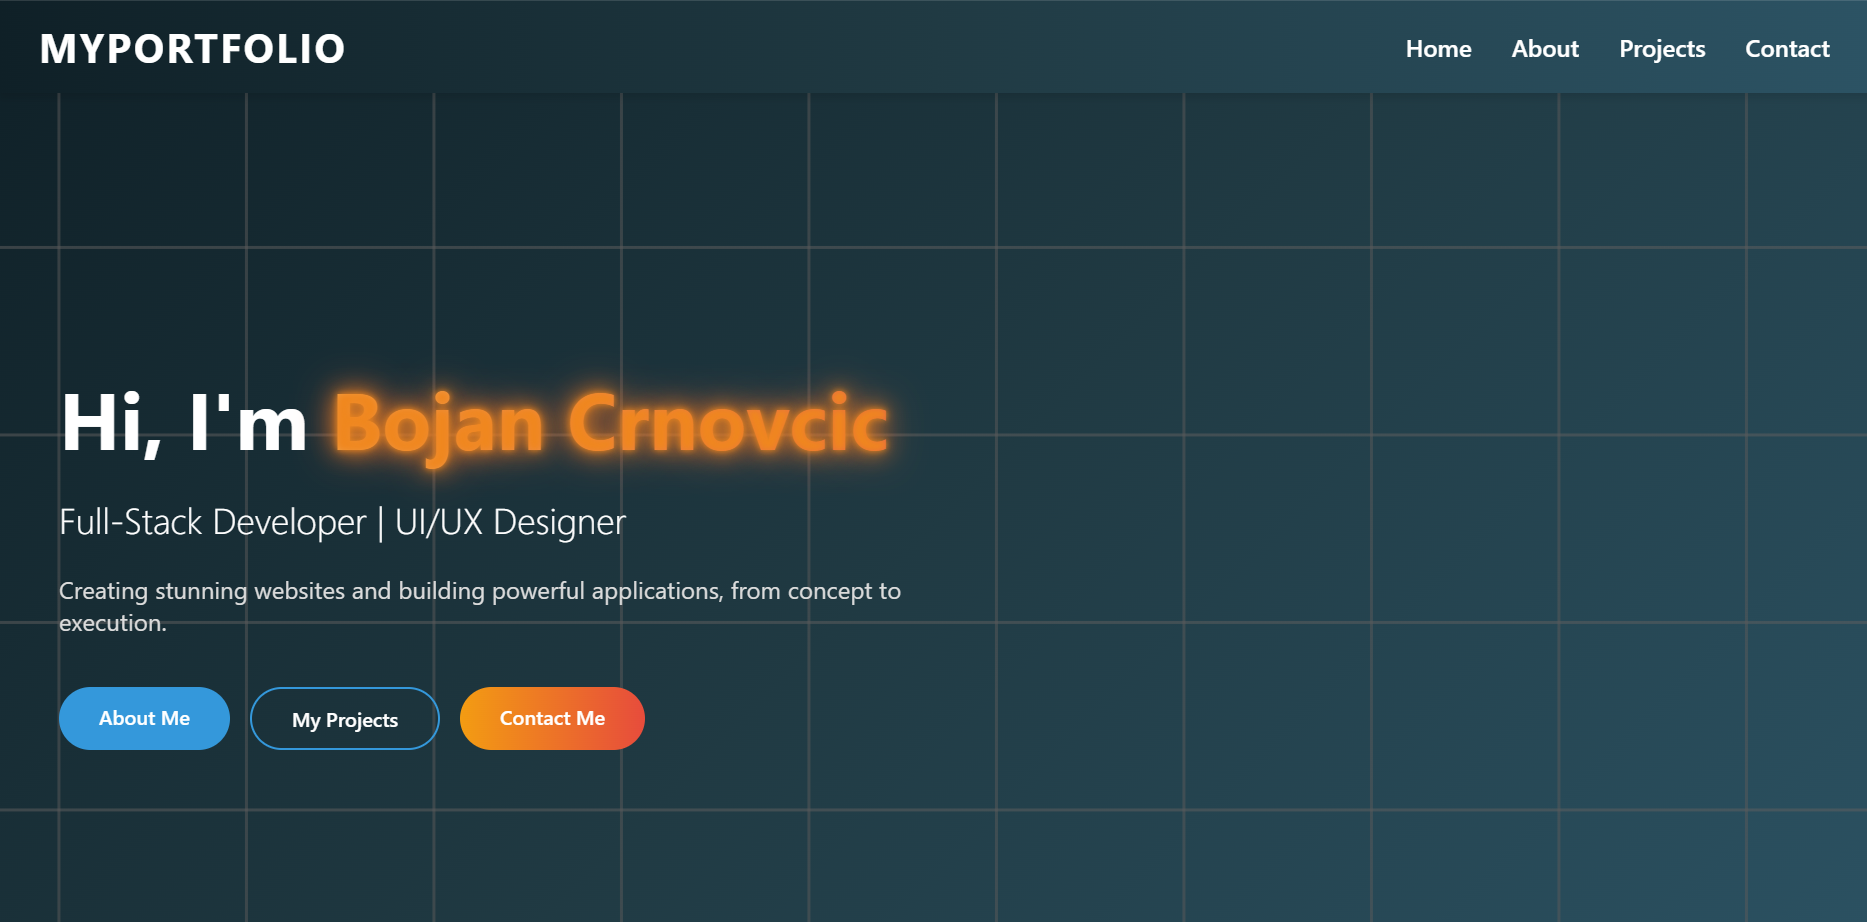 MYPORTFOLIO
Home About Projects Contact
Hi, I'm Bojan Crnovcic
Full-Stack Developer | UI/UX Designer
Creating stunning websites and building powerful applications, from concept to
execution.
About Me My Projects Contact Me